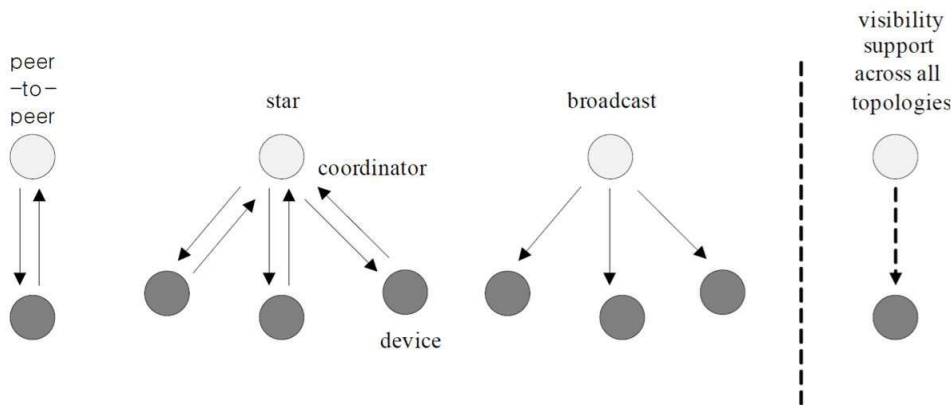 peer
-to-
peer
star
coordinator
device
broadcast
visibility
support
across all
topologies